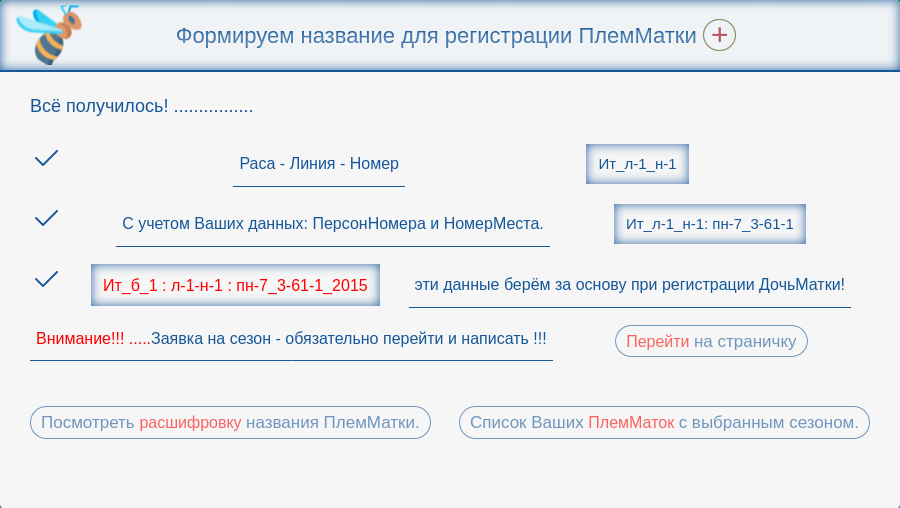 Формируем название для регистрации ПлемМатки +
Всё получилось! ................
Раса - Линия - Номер Ит_л-1_н-1
С учетом Ваших данных: ПерсонНомера и НомерМеста. Ит_л-1_н-1: пн-7_3-61-1
Ит_б_1 : л-1-н-1 : пн-7_3-61-1_2015 эти данные берём за основу при регистрации ДочьМатки!
Внимание!!! .....Заявка на сезон - обязательно перейти и написать !!! Перейти на страничку
Посмотреть расшифровку названия ПлемМатки. Список Ваших ПлемМаток с выбранным сезоном.